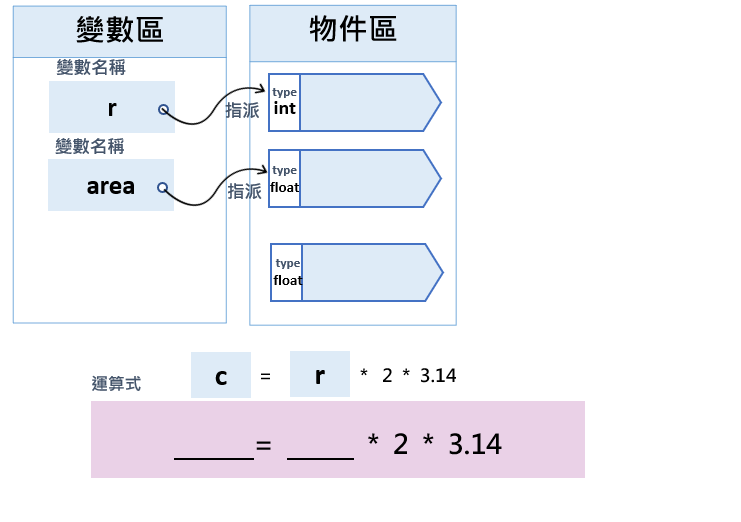 變數區
物件區
變數名稱
r
指派
type
int
變數名稱
area
指派
type
float
type
float
運算式
c = r * 2 * 3.14
______= _____ * 2 * 3.14